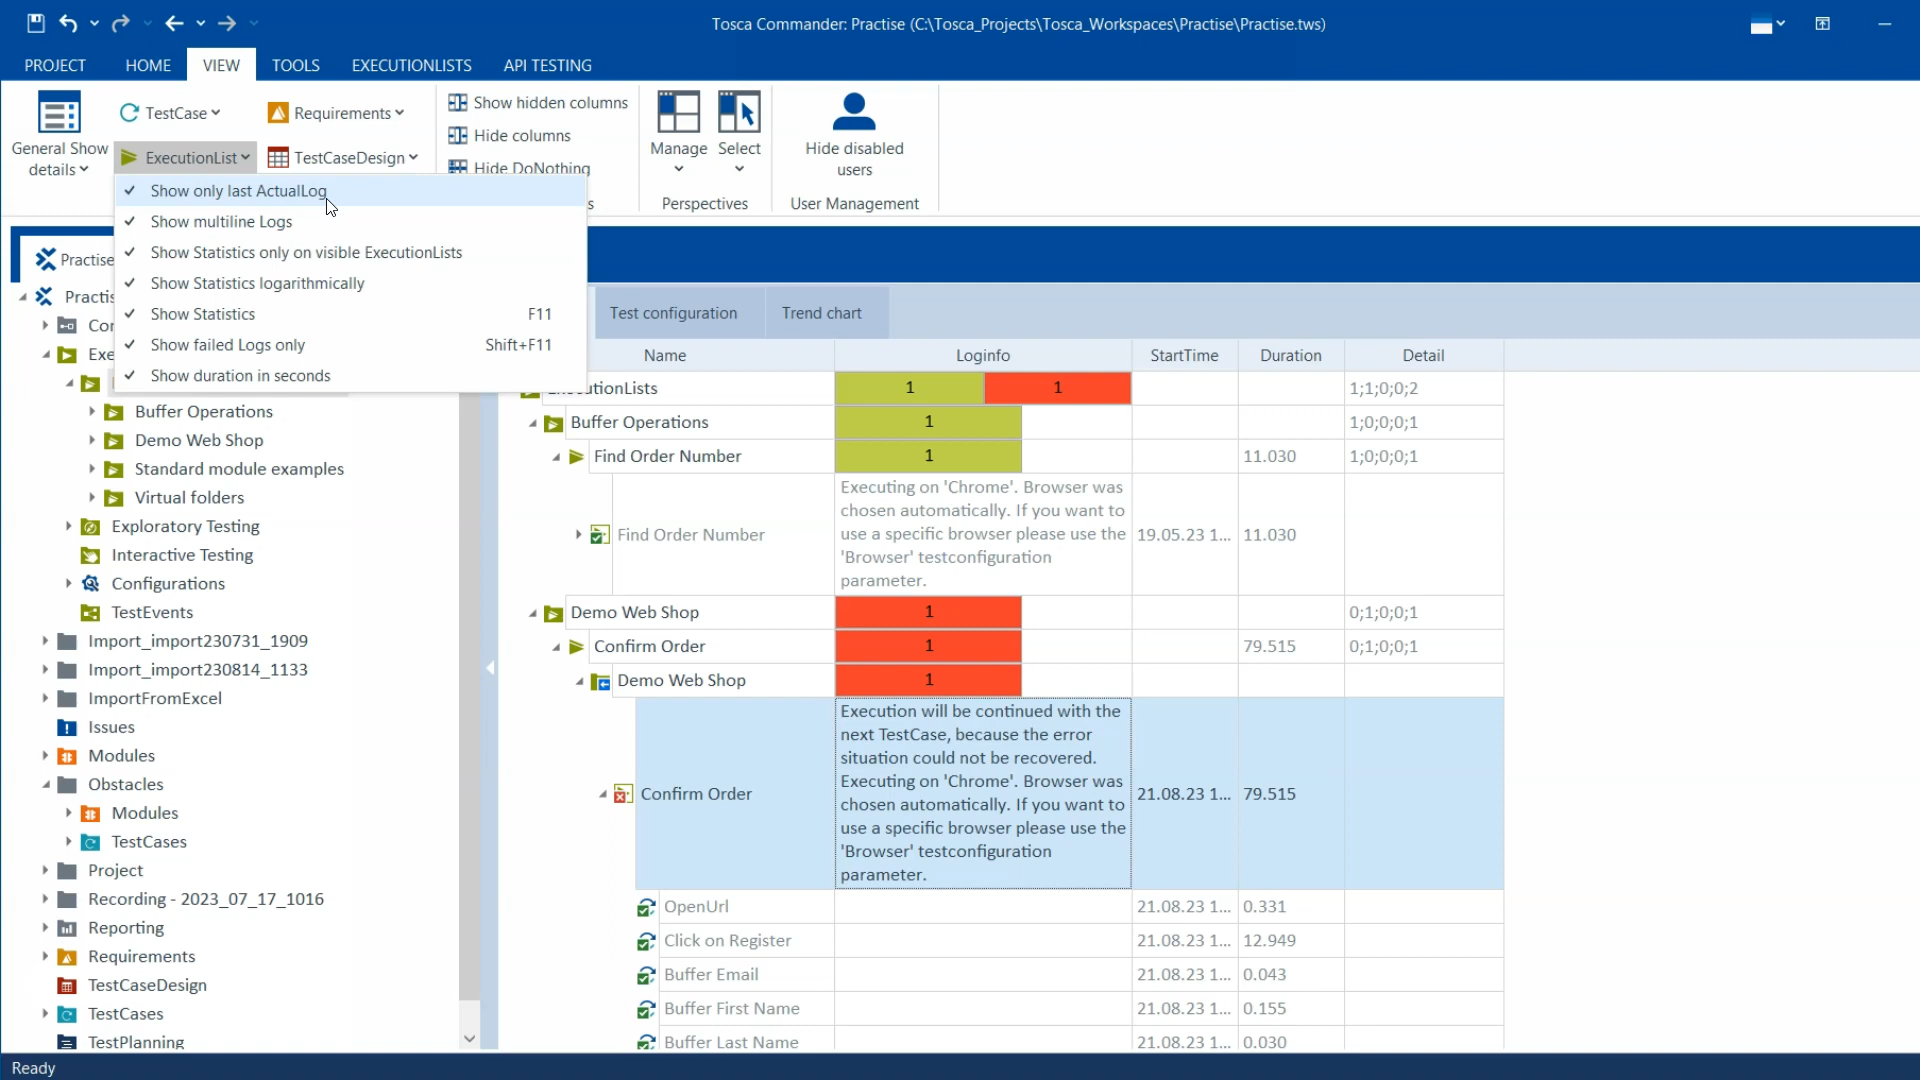 Tosca Commander: Practise (C:\Tosca_Projects\Tosca_Workspaces\Practise\Practise.tws)
PROJECT HOME VIEW TOOLS EXECUTIONLISTS API TESTING
General Show details
TestCase
Requirements
ExecutionList
TestCaseDesign
Show hidden columns
Hide columns
Hide DoNothing
Manage
Select
Perspectives
Hide disabled users
User Management
Show only last ActualLog
Show multiline Logs
Show Statistics only on visible ExecutionLists
Show Statistics logarithmically
Show Statistics F11
Show failed Logs only Shift+F11
Show duration in seconds
Practise
Buffer Operations
Demo Web Shop
Standard module examples
Virtual folders
Exploratory Testing
Interactive Testing
Configurations
TestEvents
Import_import230731_1909
Import_import230814_1133
ImportFromExcel
Issues
Modules
Obstacles
Modules
TestCases
Project
Recording - 2023_07_17_1016
Reporting
Requirements
TestCaseDesign
TestCases
TestPlanning
Test configuration Trend chart
Name Loginfo StartTime Duration Detail
1 1 1;1;0;0;2
Buffer Operations 1 1;0;0;0;1
Find Order Number 1 11.030 1;0;0;0;1
Find Order Number
Executing on 'Chrome'. Browser was
chosen automatically. If you want to
use a specific browser please use the
'Browser' testconfiguration
parameter.
19.05.23 1... 11.030
Demo Web Shop 1 0;1;0;0;1
Confirm Order 1 79.515 0;1;0;0;1
Demo Web Shop 1
Confirm Order
Execution will be continued with the
next TestCase, because the error
situation could not be recovered.
Executing on 'Chrome'. Browser was
chosen automatically. If you want to
use a specific browser please use the
'Browser' testconfiguration
parameter.
21.08.23 1... 79.515
OpenUrl 21.08.23 1... 0.331
Click on Register 21.08.23 1... 12.949
Buffer Email 21.08.23 1... 0.043
Buffer First Name 21.08.23 1... 0.155
Buffer Last Name 21.08.23 1... 0.030
Ready